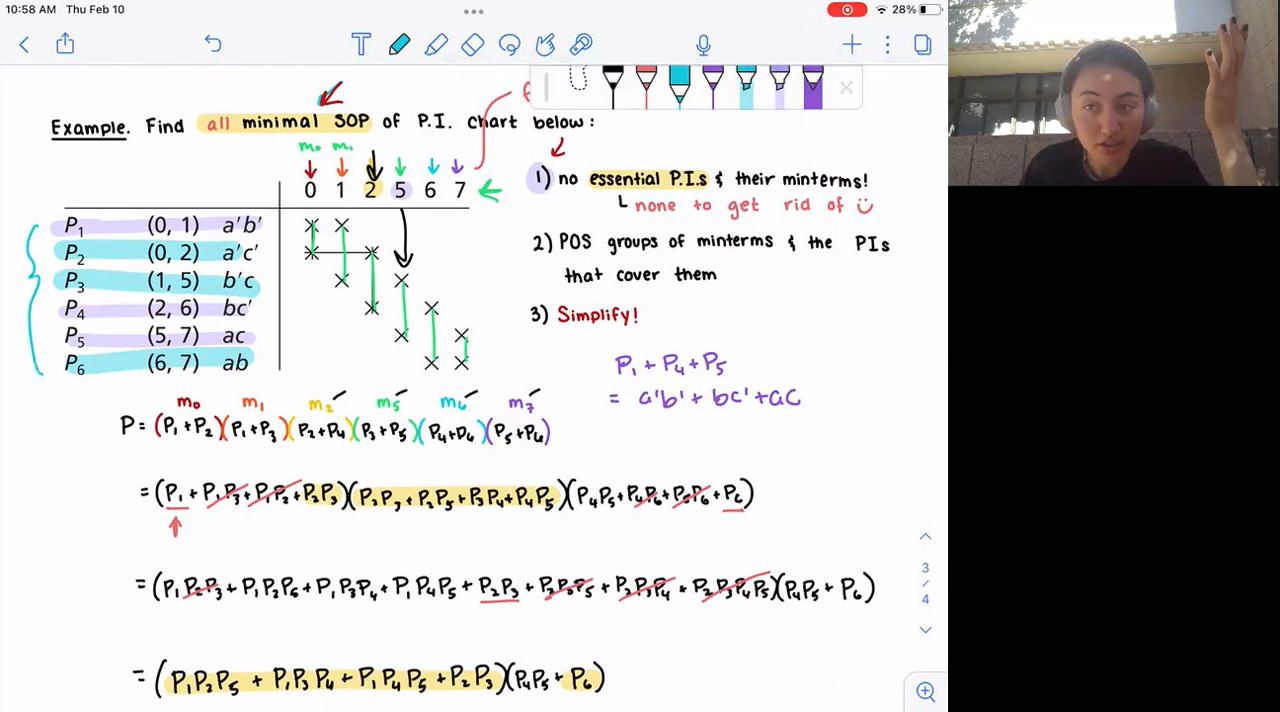 10:58 AM Thu Feb 10
28%
Example. Find all minimal SOP of P.I. chart below:
m₀ m₁
0 1 2 5 6 7
P₁ (0, 1) a′b′
P₂ (0, 2) a′c′
P₃ (1, 5) b′c
P₄ (2, 6) bc′
P₅ (5, 7) ac
P₆ (6, 7) ab
1) no essential P.I.s & their minterms!
none to get rid of
2) POS groups of minterms & the PIs
that cover them
3) Simplify!
P₁ + P₄ + P₅
= a'b' + bc' + ac
m₀ m₁ m₂ m₅ m₆ m₇
P = (P₁+P₂)(P₁+P₃)(P₂+P₄)(P₃+P₅)(P₄+P₆)(P₅+P₆)
= (P₁ + P₁P₃ + P₁P₂ + P₂P₃)(P₂P₃ + P₂P₅ + P₃P₄ + P₄P₅)(P₄P₅ + P₄P₆ + P₅P₆ + P₆)
= (P₁P₂P₃ + P₁P₂P₅ + P₁P₃P₄ + P₁P₄P₅ + P₂P₃ + P₂P₃P₅ + P₂P₃P₄ + P₂P₃P₄P₅)(P₄P₅ + P₆)
= (P₁P₂P₅ + P₁P₃P₄ + P₁P₄P₅ + P₂P₃)(P₄P₅ + P₆)
3
/
4